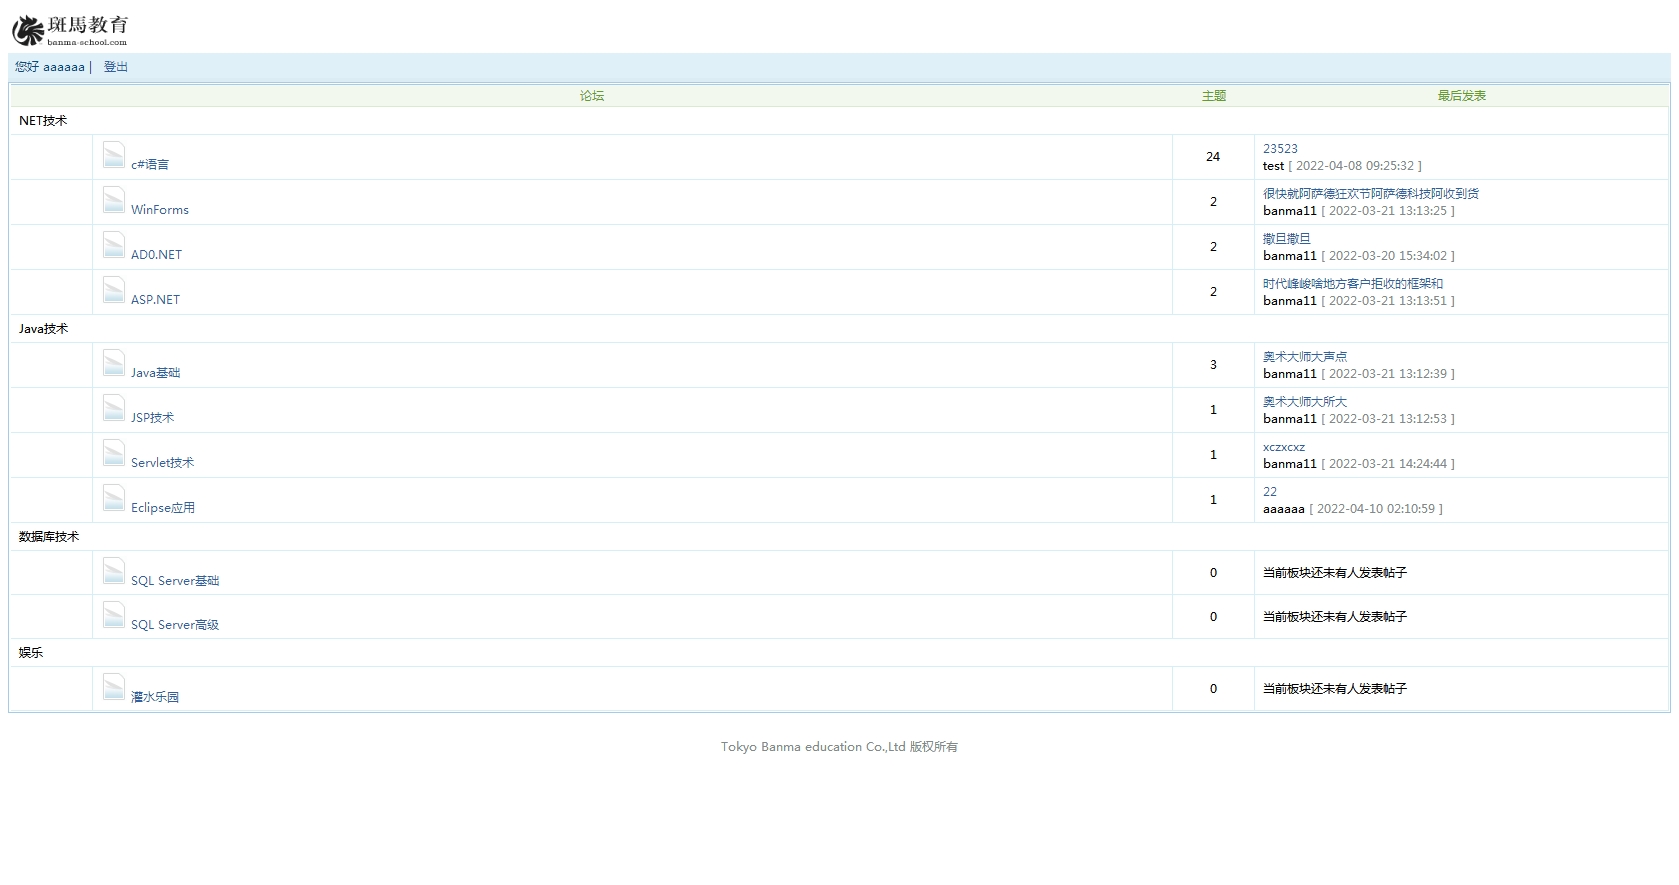 斑馬教育
banma-school.com
您好 aaaaaa | 登出
论坛 主题 最后发表
NET技术
c#语言 24 23523
test [ 2022-04-08 09:25:32 ]
WinForms 2 很快就阿萨德狂欢节阿萨德科技阿收到货
banma11 [ 2022-03-21 13:13:25 ]
AD0.NET 2 撒旦撒旦
banma11 [ 2022-03-20 15:34:02 ]
ASP.NET 2 时代峰峻啥地方客户拒收的框架和
banma11 [ 2022-03-21 13:13:51 ]
Java技术
Java基础 3 奥术大师大声点
banma11 [ 2022-03-21 13:12:39 ]
JSP技术 1 奥术大师大所大
banma11 [ 2022-03-21 13:12:53 ]
Servlet技术 1 xczxcxz
banma11 [ 2022-03-21 14:24:44 ]
Eclipse应用 1 22
aaaaaa [ 2022-04-10 02:10:59 ]
数据库技术
SQL Server基础 0 当前板块还未有人发表帖子
SQL Server高级 0 当前板块还未有人发表帖子
娱乐
灌水乐园 0 当前板块还未有人发表帖子
Tokyo Banma education Co.,Ltd 版权所有